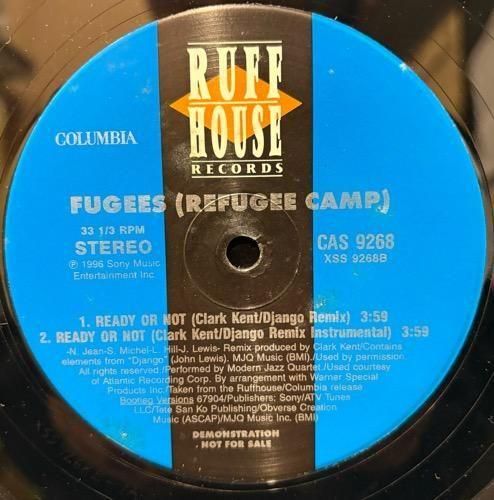 RUFF
HOUSE
RECORDS
COLUMBIA
FUGEES (REFUGEE CAMP)
33 1/3 RPM
STEREO
℗ 1996 Sony Music
Entertainment Inc.
CAS 9268
XSS 9268B
1. READY OR NOT (Clark Kent/Django Remix) 3:59
2. READY OR NOT (Clark Kent/Django Remix Instrumental) 3:59
-N. Jean-S. Michel-L. Hill-J. Lewis- Remix produced by Clark Kent/Contains
elements from "Django" (John Lewis). MJQ Music (BMI)./Used by permission.
All rights reserved./Performed by Modern Jazz Quartet./Used courtesy
of Atlantic Recording Corp. By arrangement with Warner Special
Products Inc./Taken from the Ruffhouse/Columbia release
Bootleg Versions 67904/Publishers; Sony/ATV Tunes
LLC/Tete San Ko Publishing/Obverse Creation
Music (ASCAP)/MJQ Music Inc. (BMI)
DEMONSTRATION
- NOT FOR SALE